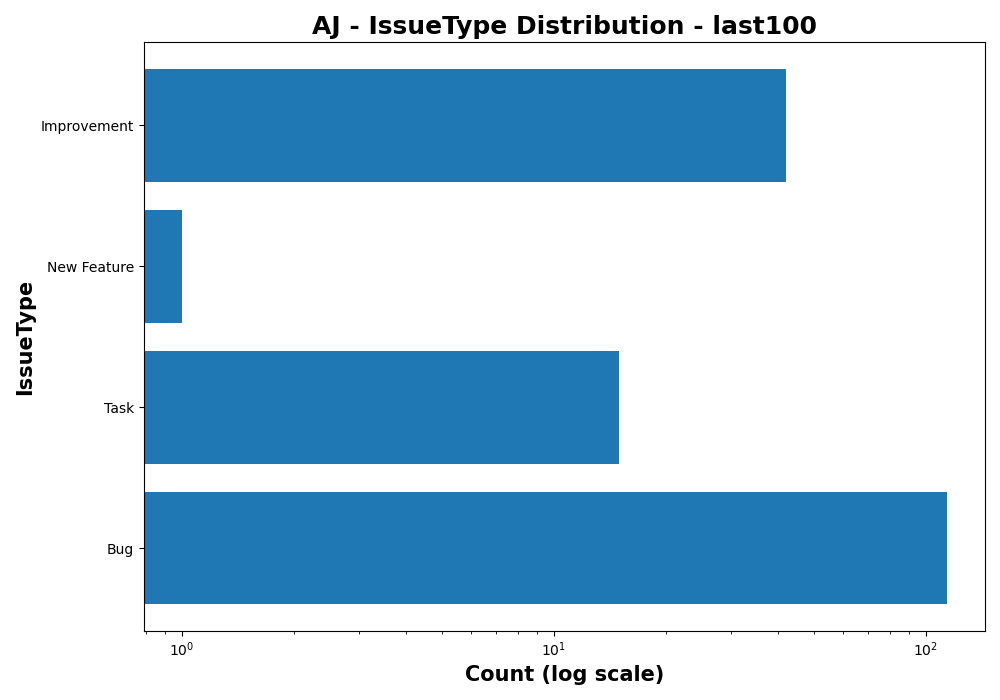 AJ - IssueType Distribution - last100
Improvement
New Feature
Task
Bug
IssueType
10⁰
10¹
10²
Count (log scale)